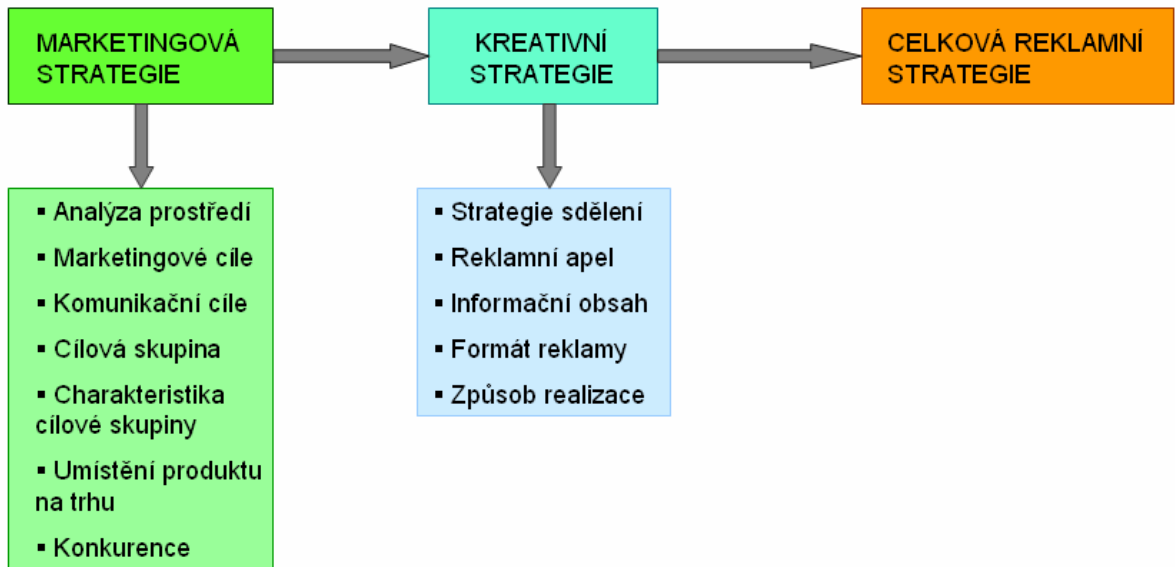 MARKETINGOVÁ
STRATEGIE
KREATIVNÍ
STRATEGIE
CELKOVÁ REKLAMNÍ
STRATEGIE
▪ Analýza prostředí
▪ Marketingové cíle
▪ Komunikační cíle
▪ Cílová skupina
▪ Charakteristika
cílové skupiny
▪ Umístění produktu
na trhu
▪ Konkurence
▪ Strategie sdělení
▪ Reklamní apel
▪ Informační obsah
▪ Formát reklamy
▪ Způsob realizace